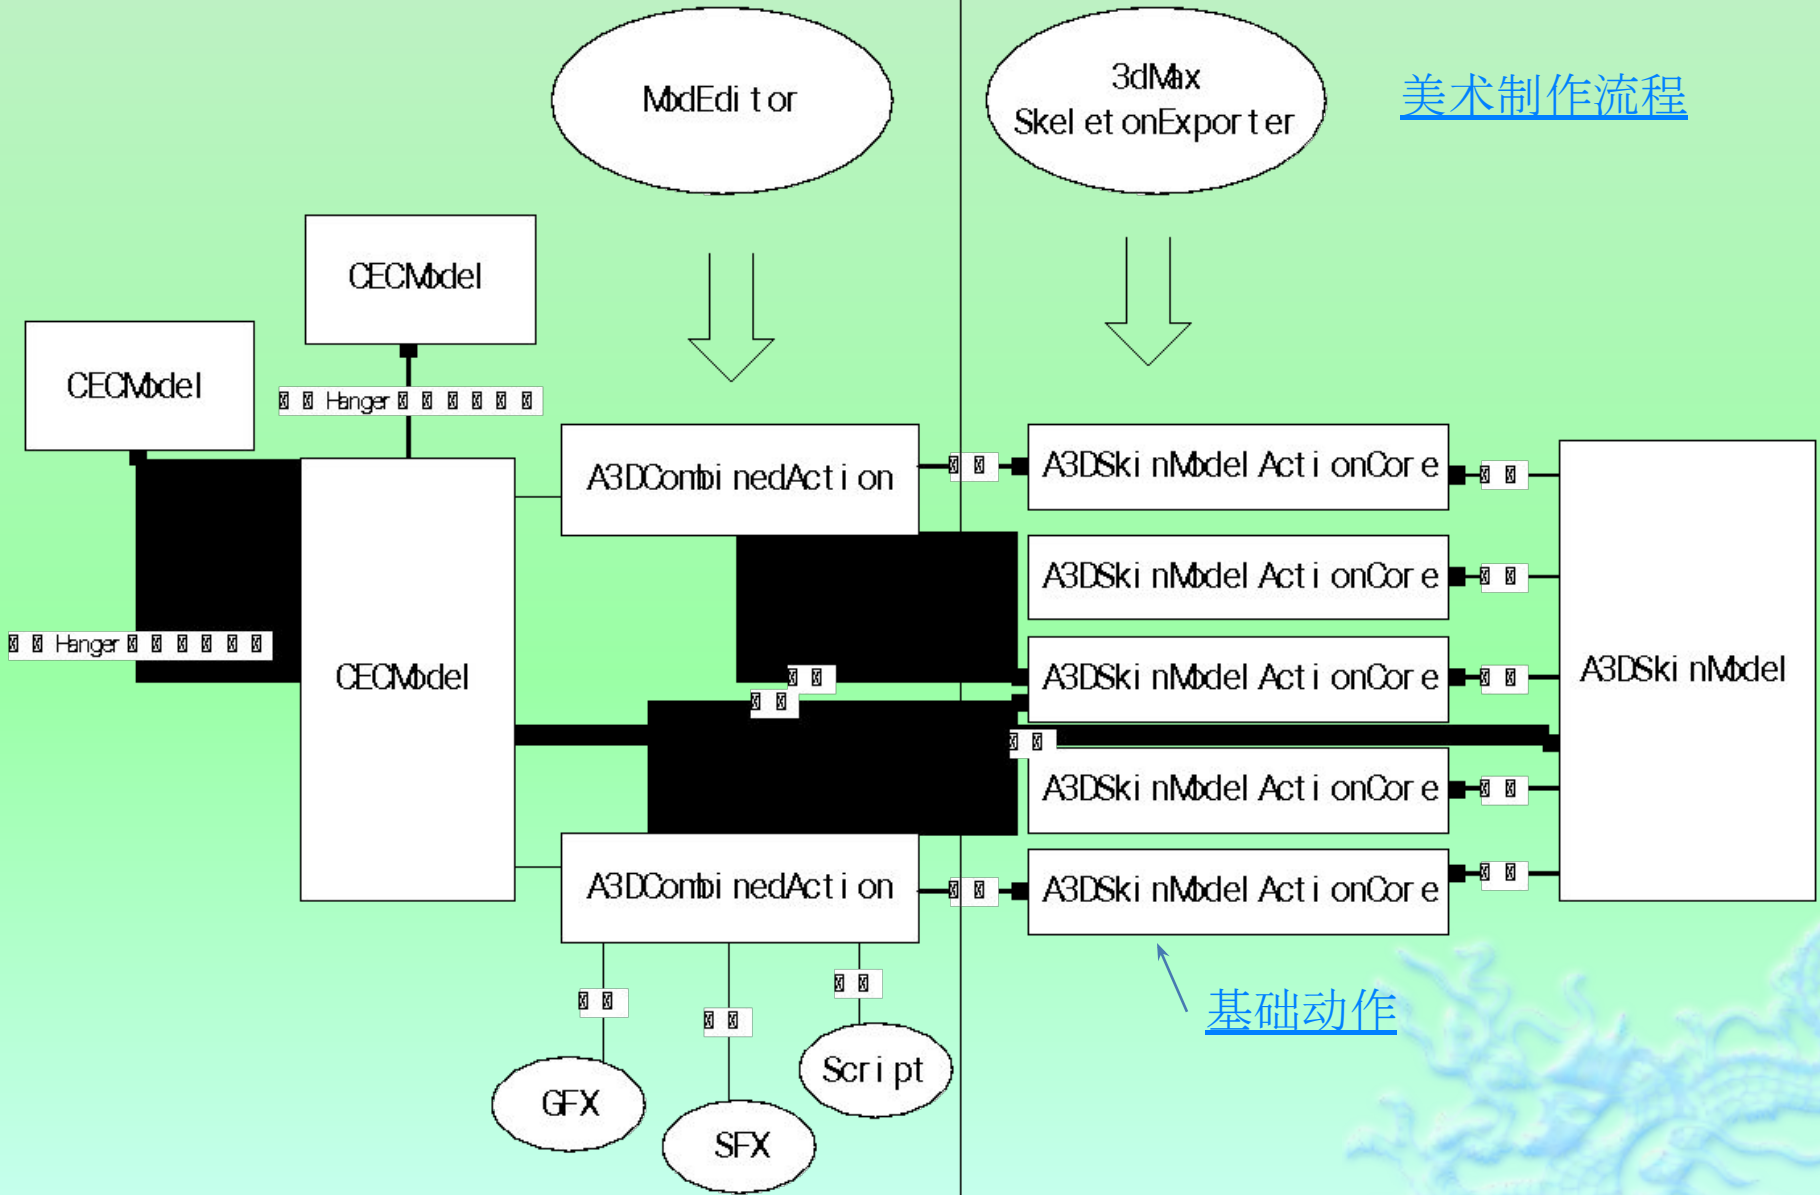 ModEditor
3dMax
SkeletonExporter
美术制作流程
CECModel
CECModel
Hanger
A3DCombinedAction
A3DSkinModelActionCore
A3DSkinModelActionCore
Hanger
CECModel
A3DSkinModelActionCore
A3DSkinModel
A3DSkinModelActionCore
A3DCombinedAction
A3DSkinModelActionCore
基础动作
Script
GFX
SFX